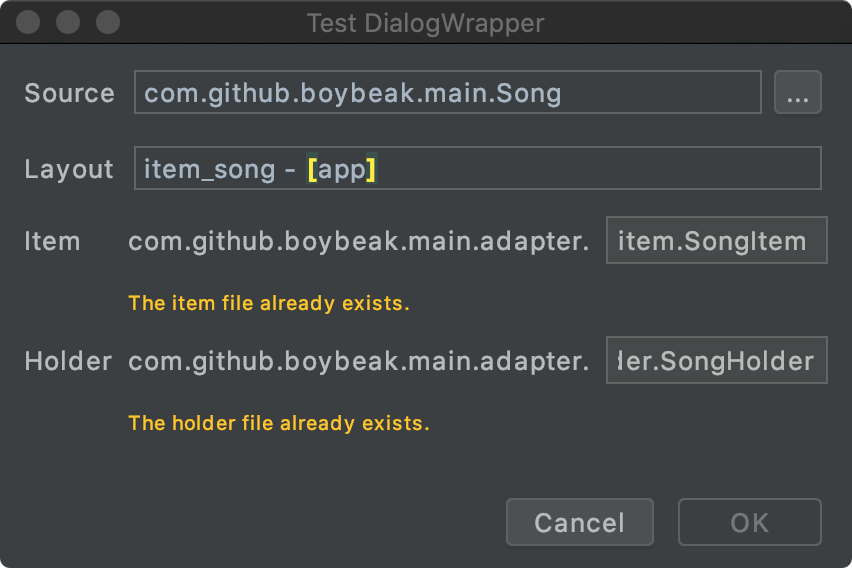 Test DialogWrapper
Source com.github.boybeak.main.Song ...
Layout item_song - [app]
Item com.github.boybeak.main.adapter. item.SongItem
The item file already exists.
Holder com.github.boybeak.main.adapter. der.SongHolder
The holder file already exists.
Cancel OK